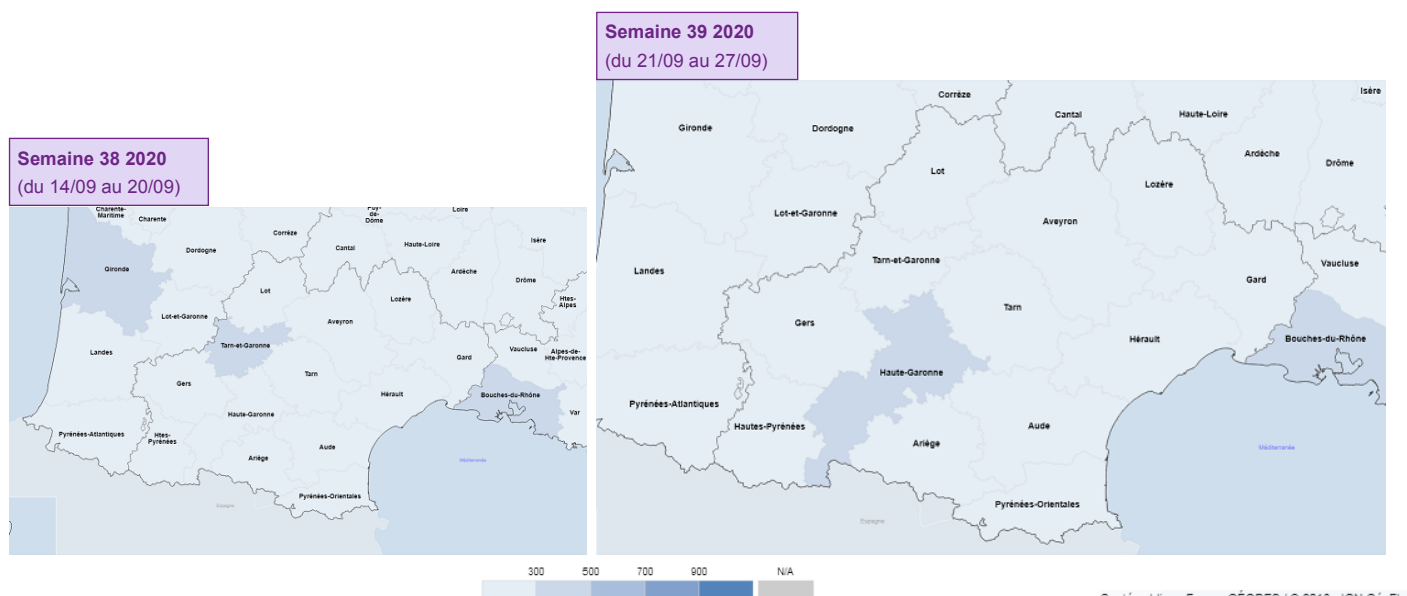 Semaine 38 2020
(du 14/09 au 20/09)
Charente-
Maritime
Charente
Puy-
de-
Dôme
Loire
Corrèze
Isère
Dordogne
Cantal
Haute-Loire
Gironde
Ardèche
Drôme
Lot
Lozère
Htes-
Alpes
Lot-et-Garonne
Aveyron
Tarn-et-Garonne
Landes
Gard
Vaucluse
Alpes-de-
Hte-Provence
Tarn
Gers
Hérault
Bouches-du-Rhône
Haute-Garonne
Var
Pyrénées-Atlantiques
Htes-
Pyrénées
Aude
Ariège
Méditerranée
Pyrénées-Orientales
Espagne
Semaine 39 2020
(du 21/09 au 27/09)
Corrèze
Isère
Cantal
Haute-Loire
Gironde
Dordogne
Ardèche
Drôme
Lot
Lozère
Lot-et-Garonne
Aveyron
Tarn-et-Garonne
Vaucluse
Landes
Gard
Tarn
Gers
Hérault
Bouches-du-Rhône
Haute-Garonne
Pyrénées-Atlantiques
Hautes-Pyrénées
Aude
Ariège
Méditerranée
Pyrénées-Orientales
Espagne
300 500 700 900 N/A